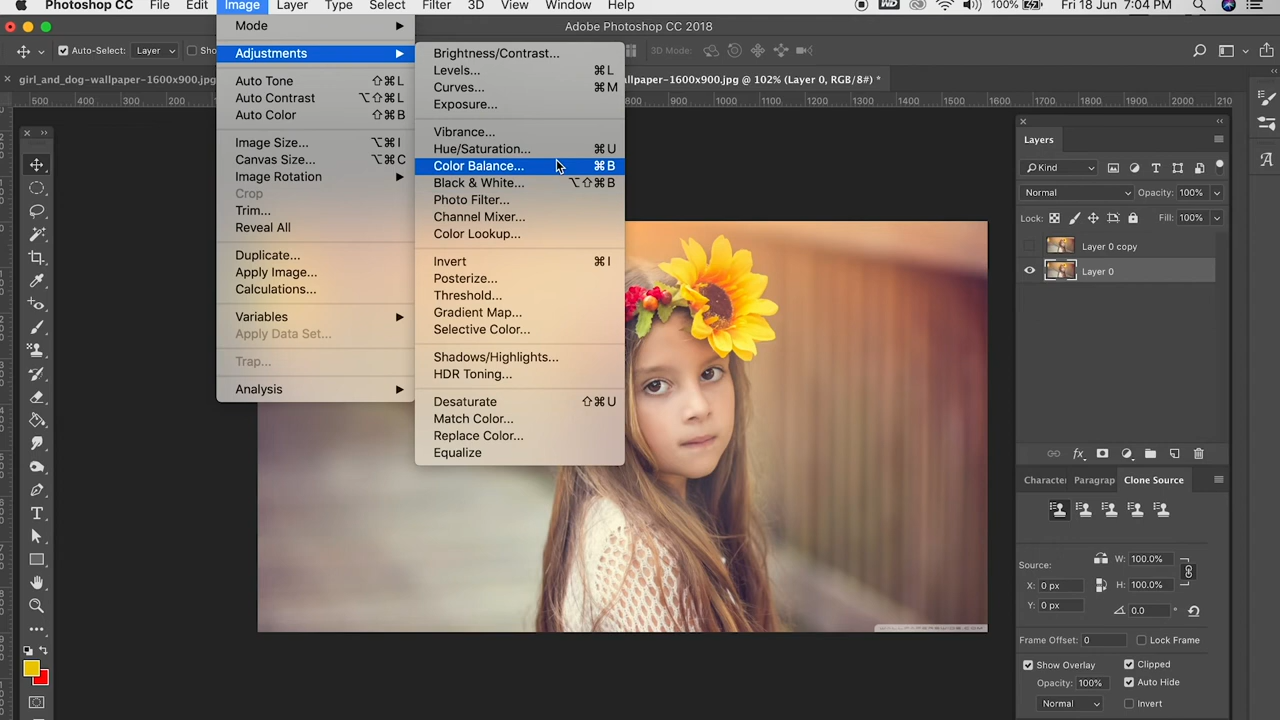 Photoshop CC File Edit Image Layer Type Select Filter 3D View Window Help 100% Fri 18 Jun 7:04 PM
Adobe Photoshop CC 2018
Auto-Select: Layer 3D Mode:
girl_and_dog-wallpaper-1600x900.jpg
wallpaper-1600x900.jpg @ 102% (Layer 0, RGB/8#) *
500 400 300 200 800 900 1000 1100 1200 1300 1400 1500 1600 1700 1800 1900 2000 210
Mode
Adjustments
Auto Tone ⇧⌘L
Auto Contrast ⌥⇧⌘L
Auto Color ⇧⌘B
Image Size... ⌥⌘I
Canvas Size... ⌥⌘C
Image Rotation
Crop
Trim...
Reveal All
Duplicate...
Apply Image...
Calculations...
Variables
Apply Data Set...
Trap...
Analysis
Brightness/Contrast...
Levels... ⌘L
Curves... ⌘M
Exposure...
Vibrance...
Hue/Saturation... ⌘U
Color Balance... ⌘B
Black & White... ⌥⇧⌘B
Photo Filter...
Channel Mixer...
Color Lookup...
Invert ⌘I
Posterize...
Threshold...
Gradient Map...
Selective Color...
Shadows/Highlights...
HDR Toning...
Desaturate ⇧⌘U
Match Color...
Replace Color...
Equalize
Layers
Kind
Normal Opacity: 100%
Lock: Fill: 100%
Layer 0 copy
Layer 0
Characte Paragrap Clone Source
Source: W: 100.0%
X: 0 px H: 100.0%
Y: 0 px 0.0 °
Frame Offset: 0 Lock Frame
Show Overlay Clipped
Opacity: 100% Auto Hide
Normal Invert